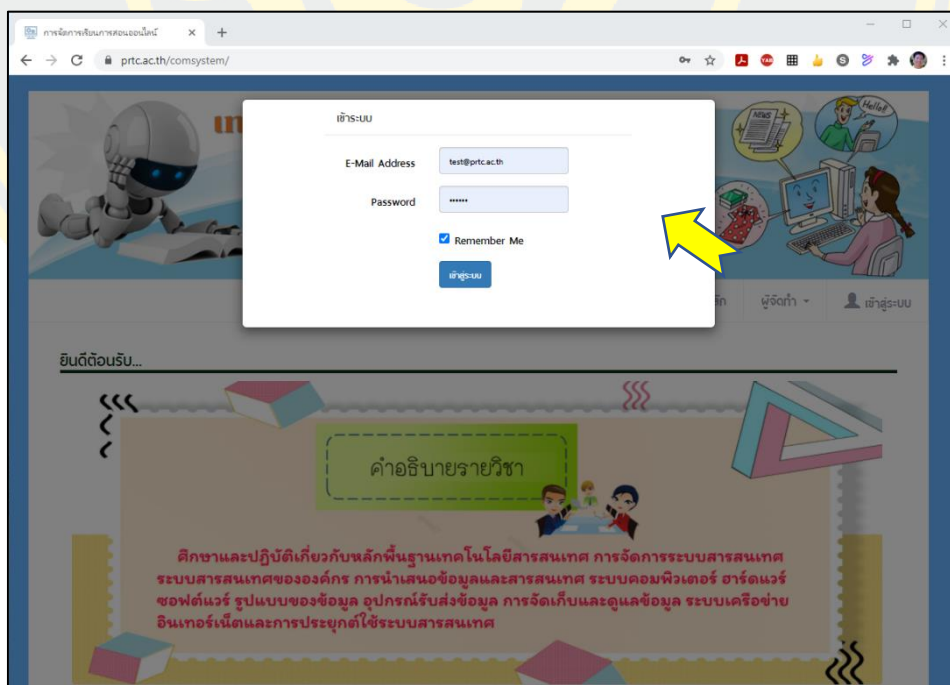 การจัดการเรียนการสอนออนไลน์
prtc.ac.th/comsystem/
เท
Hello!
NEWS
เข้าระบบ
E-Mail Address
test@prtc.ac.th
Password
••••••
Remember Me
เข้าสู่ระบบ
ผู้จัดทำ
เข้าสู่ระบบ
ยินดีต้อนรับ...
คำอธิบายรายวิชา
ศึกษาและปฏิบัติเกี่ยวกับหลักพื้นฐานเทคโนโลยีสารสนเทศ การจัดการระบบสารสนเทศ
ระบบสารสนเทศขององค์กร การนำเสนอข้อมูลและสารสนเทศ ระบบคอมพิวเตอร์ ฮาร์ดแวร์
ซอฟต์แวร์ รูปแบบของข้อมูล อุปกรณ์รับส่งข้อมูล การจัดเก็บและดูแลข้อมูล ระบบเครือข่าย
อินเทอร์เน็ตและการประยุกต์ใช้ระบบสารสนเทศ